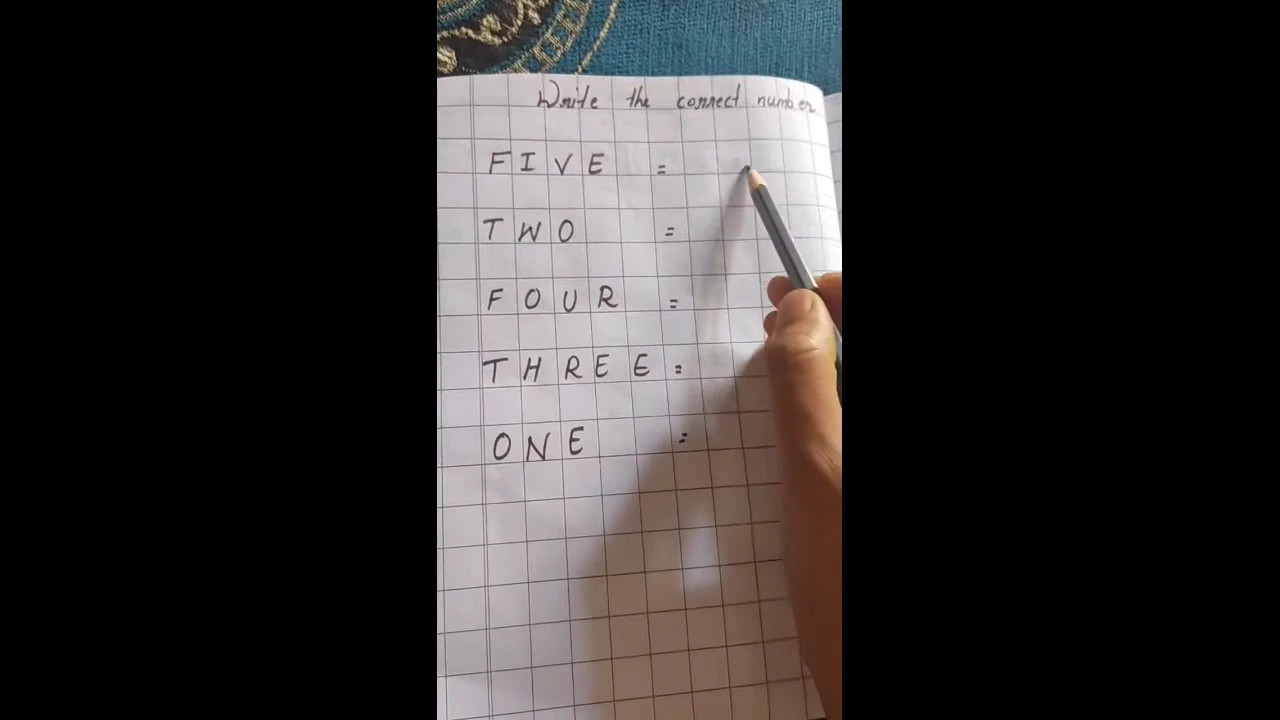 Write the correct number
FIVE =
TWO =
FOUR =
THREE =
ONE =